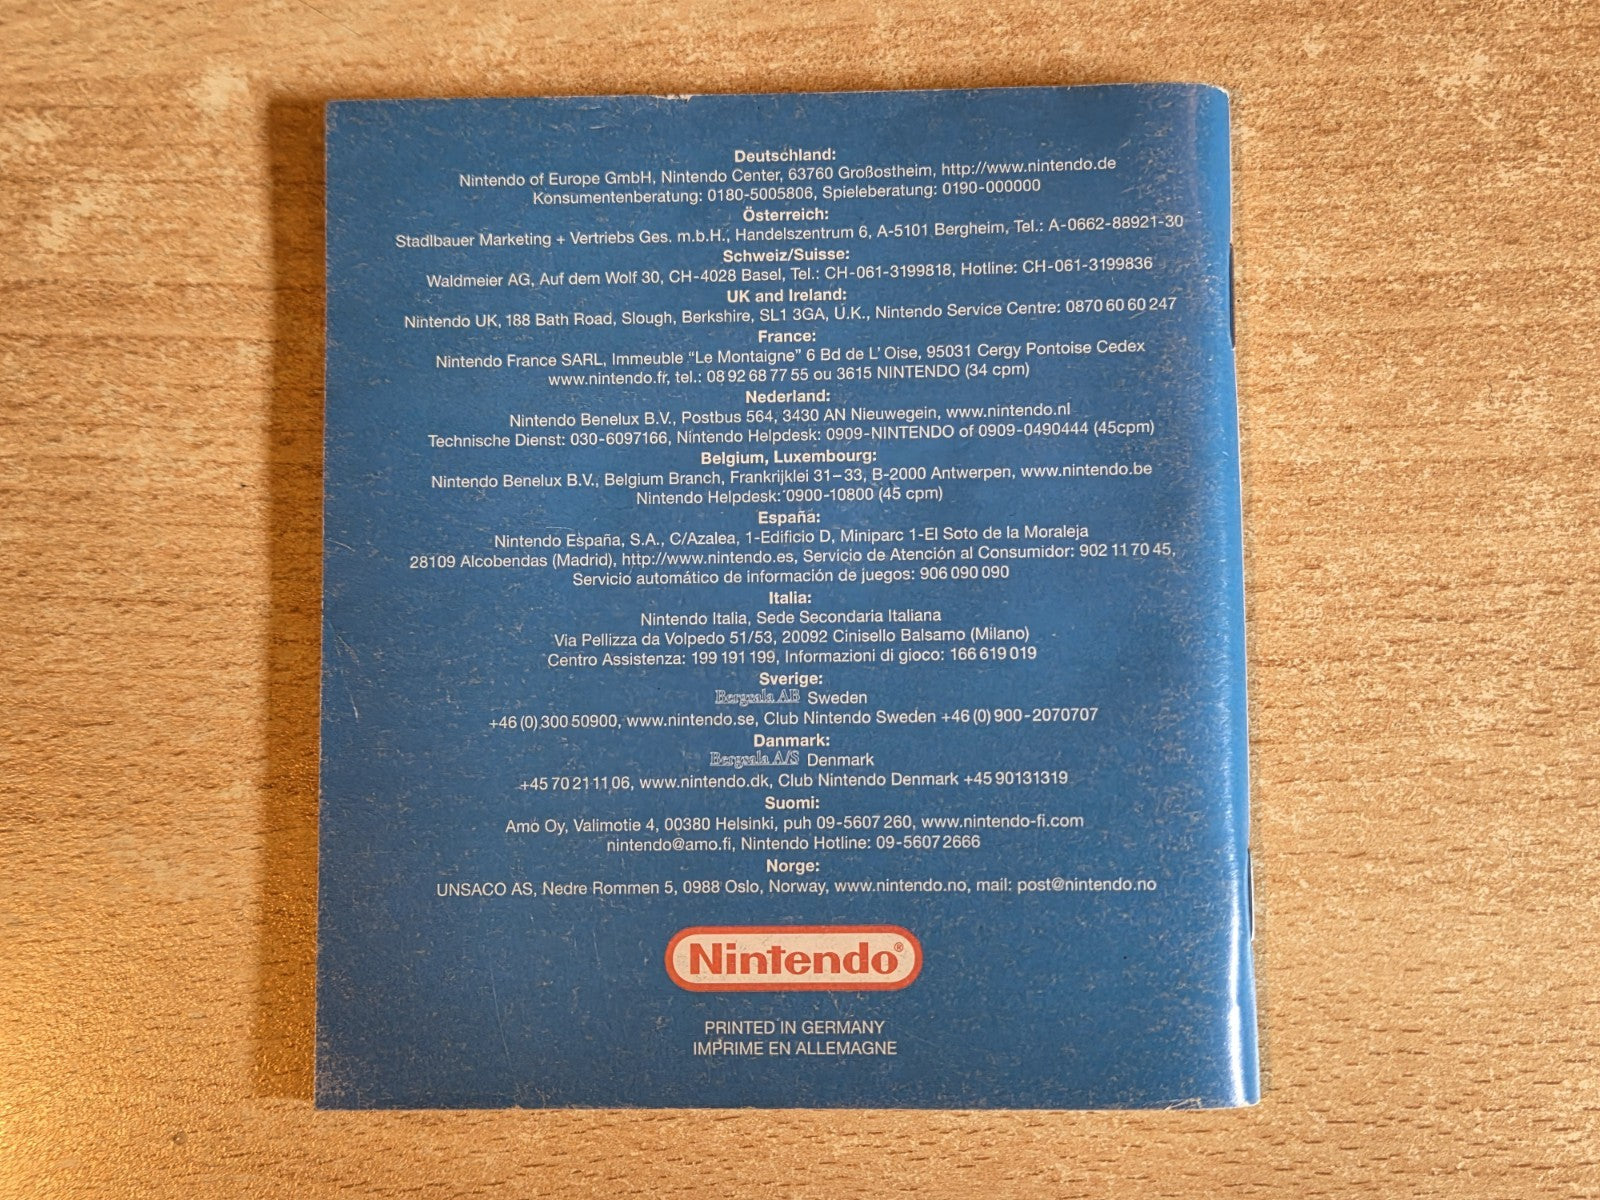 Deutschland:
Nintendo of Europe GmbH, Nintendo Center, 63760 Großostheim, http://www.nintendo.de
Konsumentenberatung: 0180-5005806, Spieleberatung: 0190-000000
Österreich:
Stadlbauer Marketing + Vertriebs Ges. m.b.H., Handelszentrum 6, A-5101 Bergheim, Tel.: A-0662-88921-30
Schweiz/Suisse:
Waldmeier AG, Auf dem Wolf 30, CH-4028 Basel, Tel.: CH-061-3199818, Hotline: CH-061-3199836
UK and Ireland:
Nintendo UK, 188 Bath Road, Slough, Berkshire, SL1 3GA, U.K., Nintendo Service Centre: 0870 60 60 247
France:
Nintendo France SARL, Immeuble "Le Montaigne" 6 Bd de L' Oise, 95031 Cergy Pontoise Cedex
www.nintendo.fr, tel.: 08 92 68 77 55 ou 3615 NINTENDO (34 cpm)
Nederland:
Nintendo Benelux B.V., Postbus 564, 3430 AN Nieuwegein, www.nintendo.nl
Technische Dienst: 030-6097166, Nintendo Helpdesk: 0909-NINTENDO of 0909-0490444 (45cpm)
Belgium, Luxembourg:
Nintendo Benelux B.V., Belgium Branch, Frankrijklei 31–33, B-2000 Antwerpen, www.nintendo.be
Nintendo Helpdesk: 0900-10800 (45 cpm)
España:
Nintendo España, S.A., C/Azalea, 1-Edificio D, Miniparc 1-El Soto de la Moraleja
28109 Alcobendas (Madrid), http://www.nintendo.es, Servicio de Atención al Consumidor: 902 11 70 45,
Servicio automático de información de juegos: 906 090 090
Italia:
Nintendo Italia, Sede Secondaria Italiana
Via Pellizza da Volpedo 51/53, 20092 Cinisello Balsamo (Milano)
Centro Assistenza: 199 191 199, Informazioni di gioco: 166 619 019
Sverige:
Bergsala AB Sweden
+46 (0) 300 50900, www.nintendo.se, Club Nintendo Sweden +46 (0) 900-2070707
Danmark:
Bergsala A/S Denmark
+45 70 21 11 06, www.nintendo.dk, Club Nintendo Denmark +45 90131319
Suomi:
Amo Oy, Valimotie 4, 00380 Helsinki, puh 09-5607 260, www.nintendo-fi.com
nintendo@amo.fi, Nintendo Hotline: 09-5607 2666
Norge:
UNSACO AS, Nedre Rommen 5, 0988 Oslo, Norway, www.nintendo.no, mail: post@nintendo.no
Nintendo®
PRINTED IN GERMANY
IMPRIME EN ALLEMAGNE